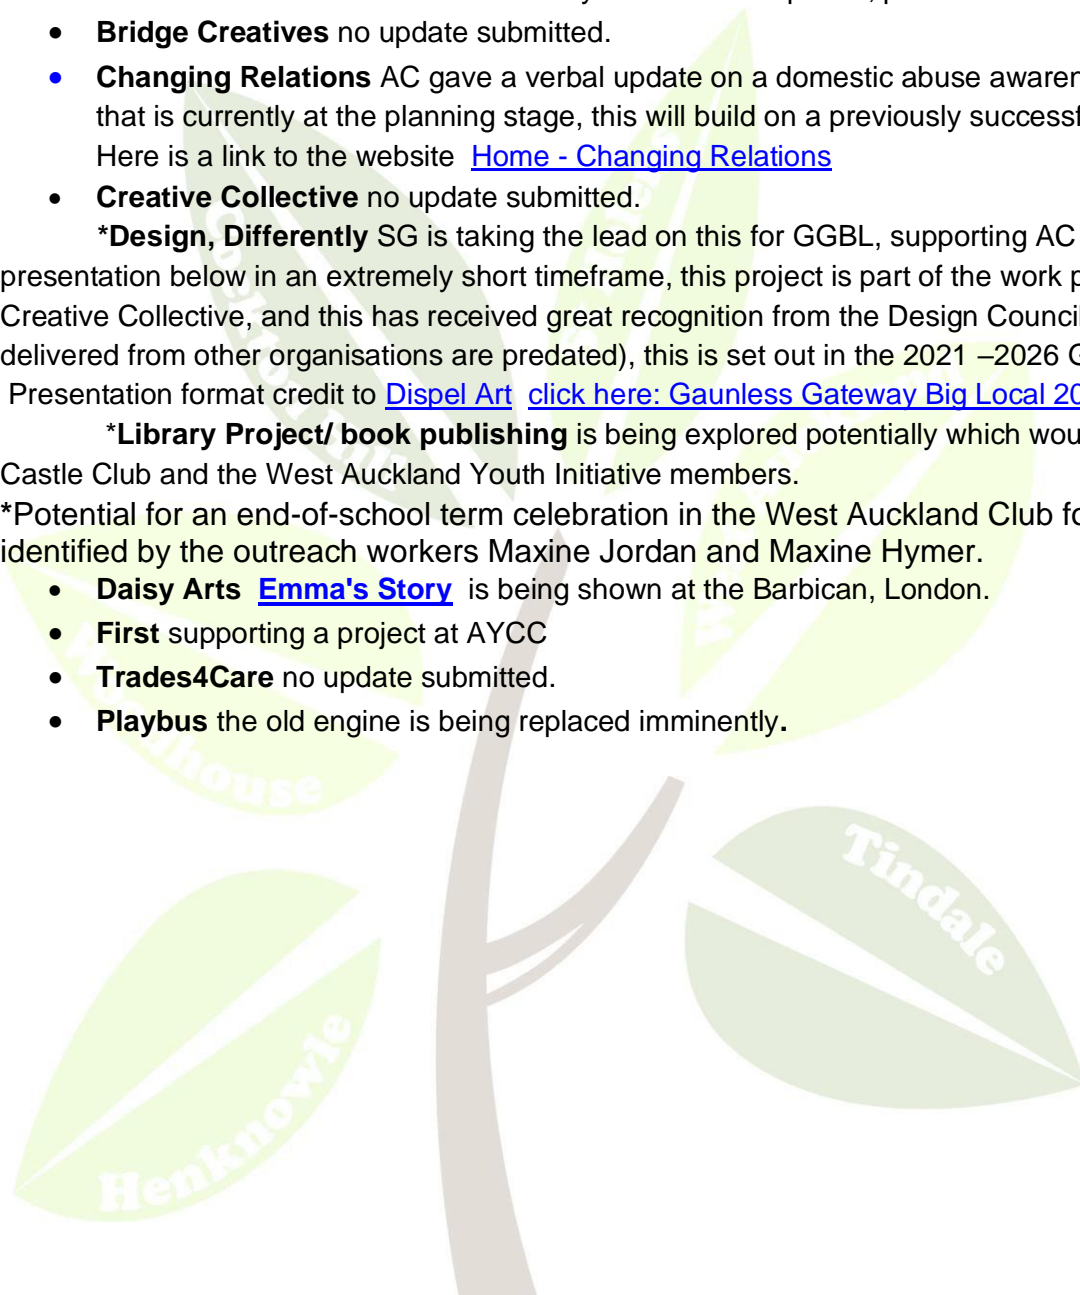 • Bridge Creatives no update submitted.
• Changing Relations AC gave a verbal update on a domestic abuse awaren
that is currently at the planning stage, this will build on a previously successf
Here is a link to the website Home - Changing Relations
• Creative Collective no update submitted.
*Design, Differently SG is taking the lead on this for GGBL, supporting AC
presentation below in an extremely short timeframe, this project is part of the work p
Creative Collective, and this has received great recognition from the Design Council
delivered from other organisations are predated), this is set out in the 2021 –2026 G
Presentation format credit to Dispel Art click here: Gaunless Gateway Big Local 20
*Library Project/ book publishing is being explored potentially which wou
Castle Club and the West Auckland Youth Initiative members.
*Potential for an end-of-school term celebration in the West Auckland Club fo
identified by the outreach workers Maxine Jordan and Maxine Hymer.
• Daisy Arts Emma's Story is being shown at the Barbican, London.
• First supporting a project at AYCC
• Trades4Care no update submitted.
• Playbus the old engine is being replaced imminently.
Woodhouse
Tindale
Henknowle